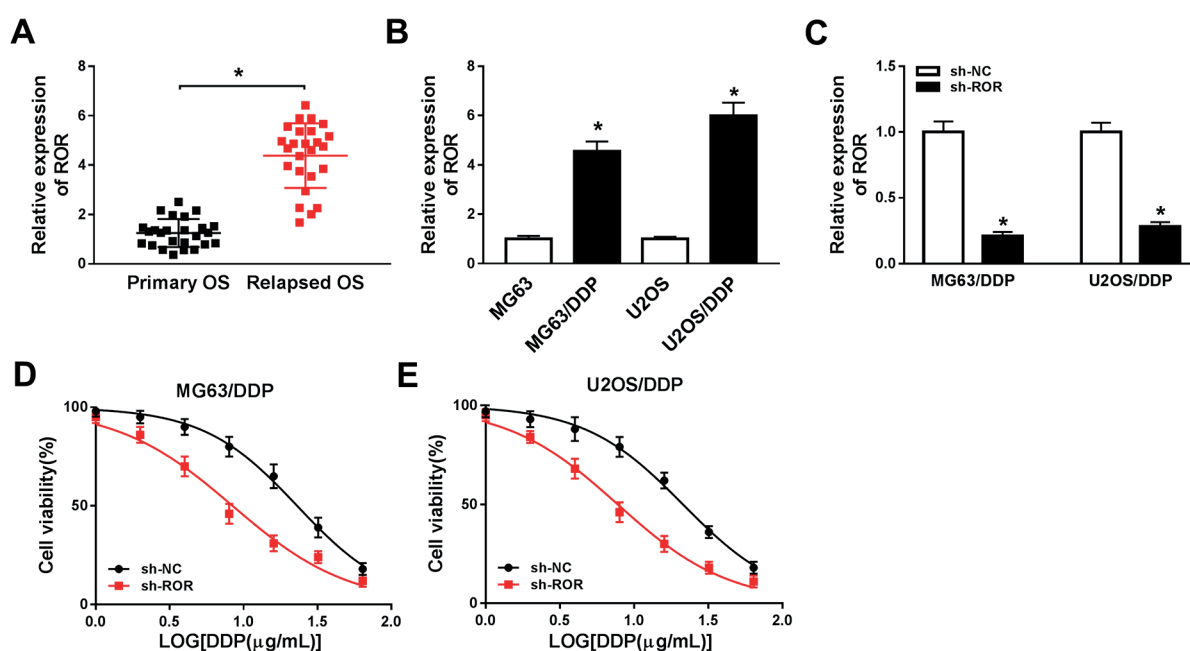 A
Relative expression
of ROR
8
6
4
2
0
*
Primary OS
Relapsed OS
B
Relative expression
of ROR
8
6
4
2
0
*
*
MG63
MG63/DDP
U2OS
U2OS/DDP
C
Relative expression
of ROR
1.5
1.0
0.5
0.0
sh-NC
sh-ROR
*
*
MG63/DDP
U2OS/DDP
D
MG63/DDP
Cell viability(%)
100
50
0
sh-NC
sh-ROR
0.0 0.5 1.0 1.5 2.0
LOG[DDP(μg/mL)]
E
U2OS/DDP
Cell viability(%)
100
50
0
sh-NC
sh-ROR
0.0 0.5 1.0 1.5 2.0
LOG[DDP(μg/mL)]